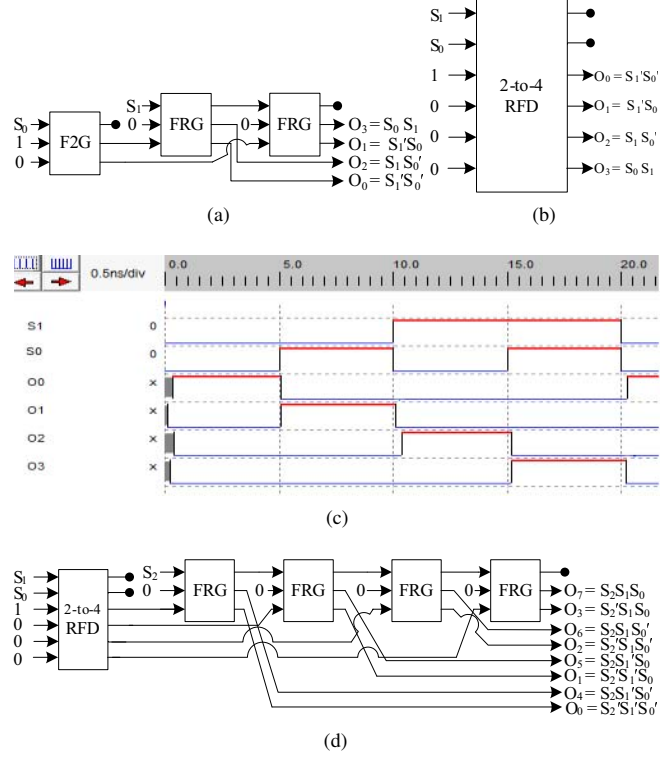 S₀
1
0
F2G
S₁
0
FRG
0
FRG
O₃ = S₀ S₁
O₁ = S₁′S₀
O₂ = S₁ S₀′
O₀ = S₁′S₀′
(a)
S₁
S₀
1
0
0
0
2-to-4
RFD
O₀ = S₁′S₀′
O₁ = S₁′S₀
O₂ = S₁ S₀′
O₃ = S₀ S₁
(b)
0.5ns/div
0.0 5.0 10.0 15.0 20.0
S1 0
S0 0
O0 ×
O1 ×
O2 ×
O3 ×
(c)
S₁
S₀
1
0
0
0
2-to-4
RFD
S₂
0
FRG
0
FRG
0
FRG
0
FRG
O₇ = S₂S₁S₀
O₃ = S₂′S₁S₀
O₆ = S₂S₁S₀′
O₂ = S₂′S₁S₀′
O₅ = S₂S₁′S₀
O₁ = S₂′S₁′S₀
O₄ = S₂S₁′S₀′
O₀ = S₂′S₁′S₀′
(d)